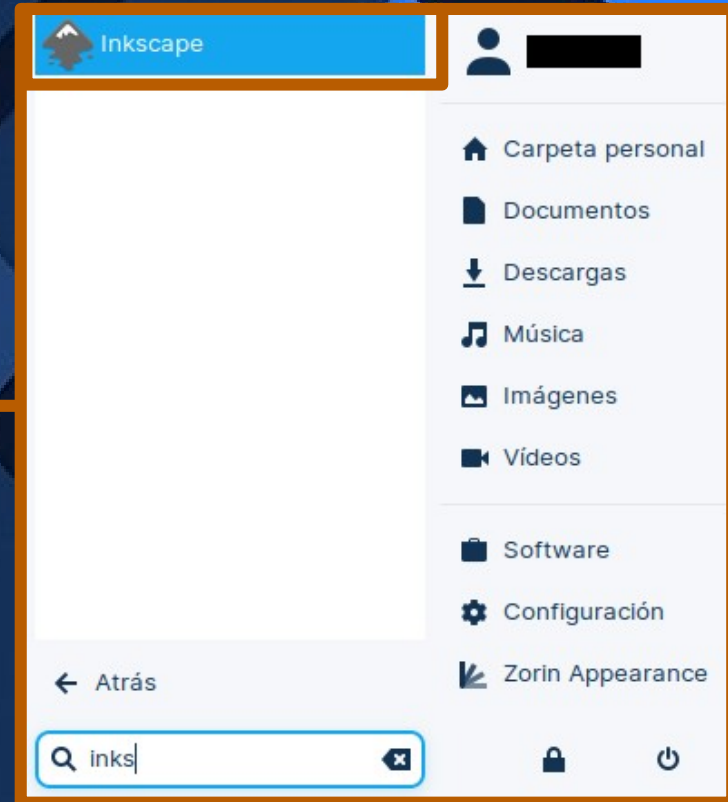 Inkscape
Carpeta personal
Documentos
Descargas
Música
Imágenes
Vídeos
Software
Configuración
Zorin Appearance
Atrás
inks